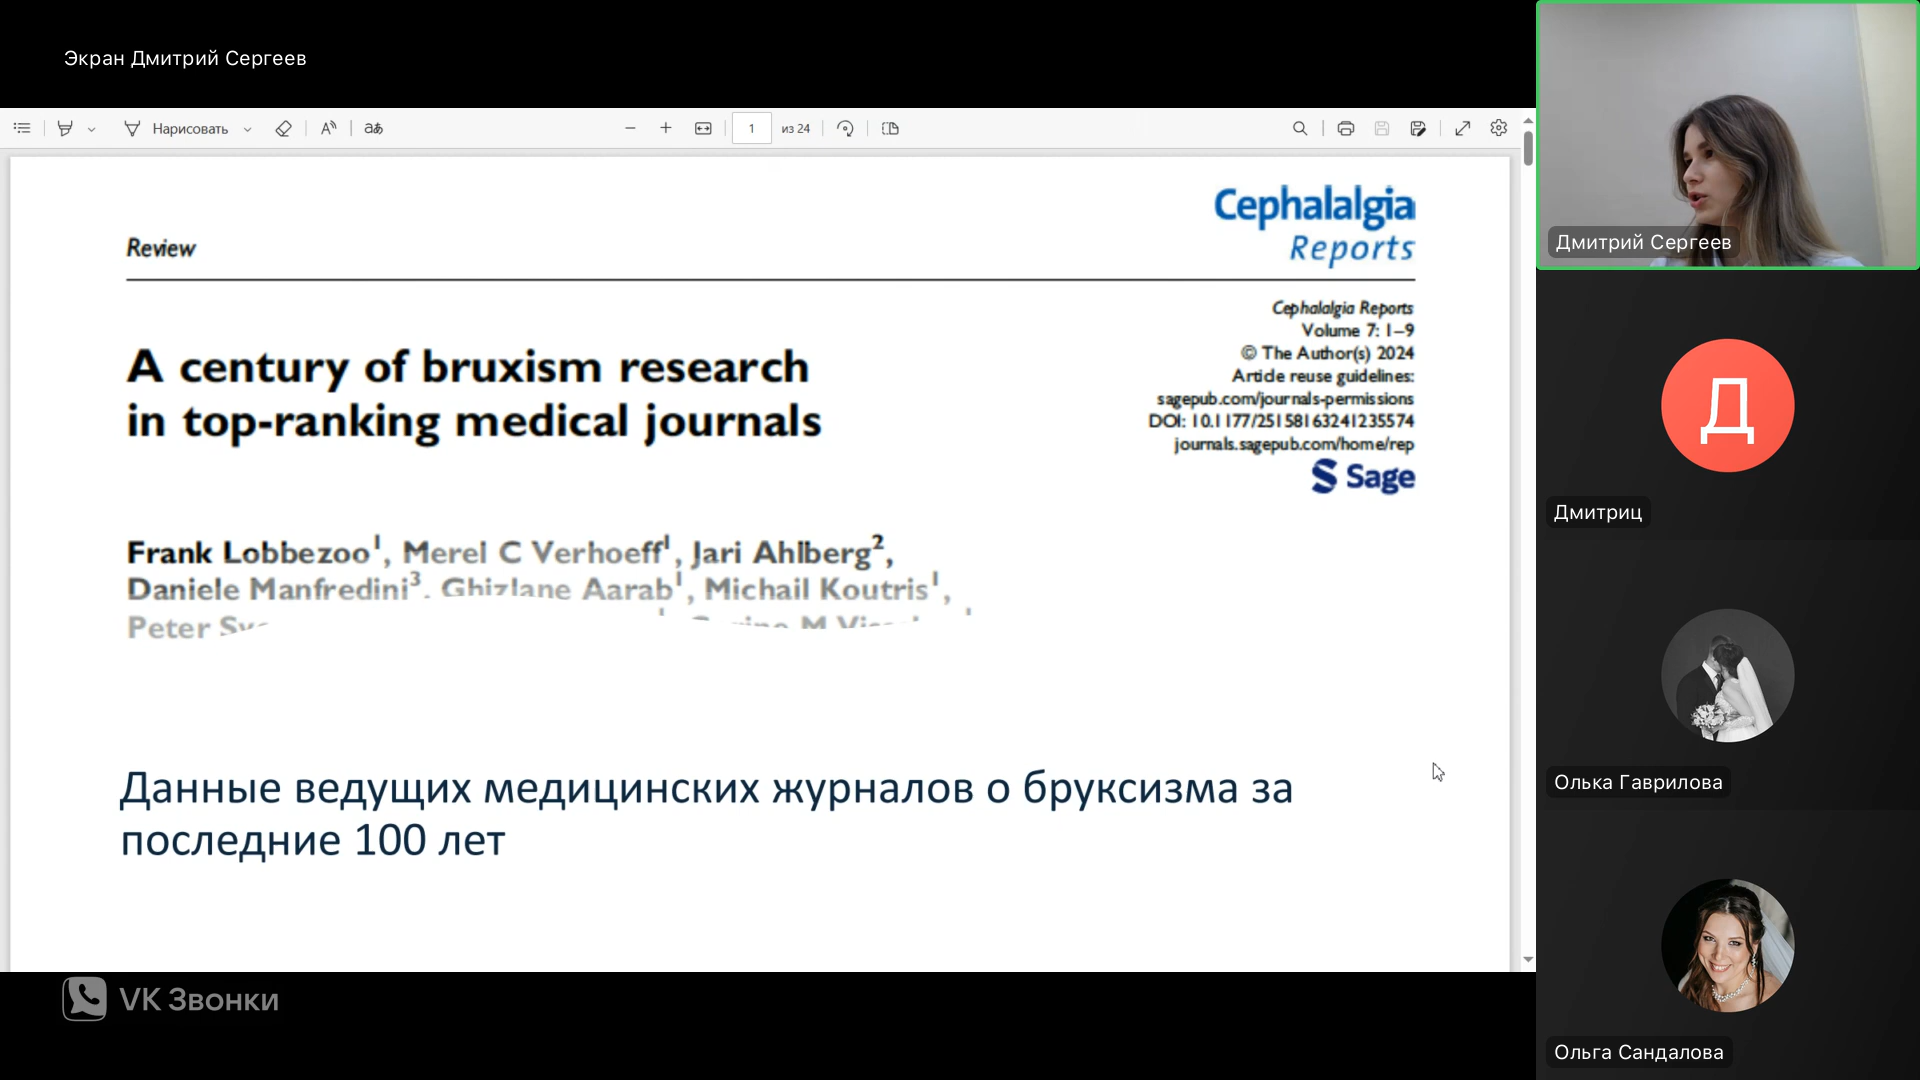 Экран Дмитрий Сергеев
Нарисовать
1 из 24
Cephalalgia
Reports
Review
Cephalalgia Reports
Volume 7: 1–9
© The Author(s) 2024
Article reuse guidelines:
sagepub.com/journals-permissions
DOI: 10.1177/25158163241235574
journals.sagepub.com/home/rep
Sage
A century of bruxism research
in top-ranking medical journals
Frank Lobbezoo1, Merel C Verhoeff1, Jari Ahlberg2,
Daniele Manfredini3, Ghizlane Aarab1, Michail Koutris1,
Peter
Данные ведущих медицинских журналов о бруксизма за
последние 100 лет
VK Звонки
Дмитрий Сергеев
Д
Дмитриц
Олька Гаврилова
Ольга Сандалова